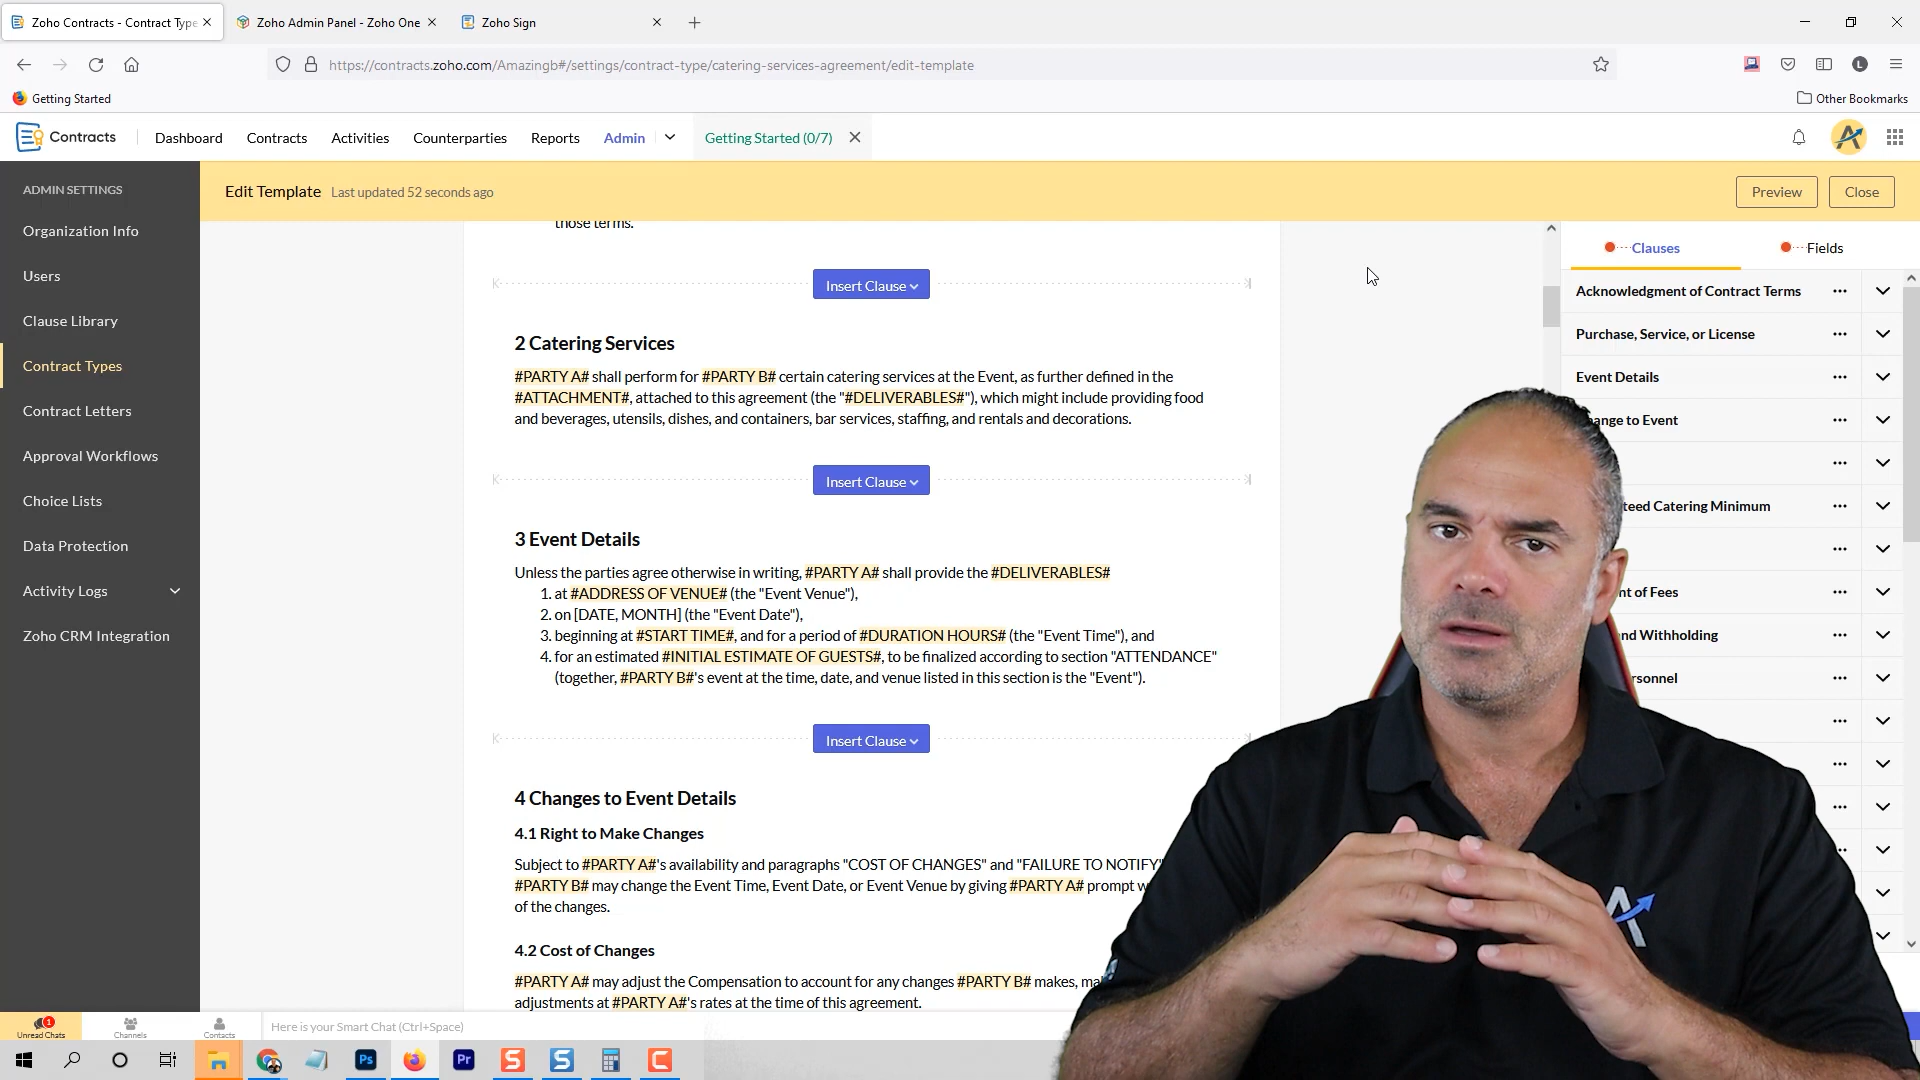 Zoho Contracts - Contract Type
Zoho Admin Panel - Zoho One
Zoho Sign
https://contracts.zoho.com/Amazingb#/settings/contract-type/catering-services-agreement/edit-template
L
Getting Started
Other Bookmarks
Contracts
Dashboard
Contracts
Activities
Counterparties
Reports
Admin
Getting Started (0/7)
ADMIN SETTINGS
Edit Template
Last updated 52 seconds ago
Preview
Close
Organization Info
Users
Clause Library
Contract Types
Contract Letters
Approval Workflows
Choice Lists
Data Protection
Activity Logs
Zoho CRM Integration
those terms.
Insert Clause
2 Catering Services
#PARTY A# shall perform for #PARTY B# certain catering services at the Event, as further defined in the
#ATTACHMENT#, attached to this agreement (the "#DELIVERABLES#"), which might include providing food
and beverages, utensils, dishes, and containers, bar services, staffing, and rentals and decorations.
Insert Clause
3 Event Details
Unless the parties agree otherwise in writing, #PARTY A# shall provide the #DELIVERABLES#
1. at #ADDRESS OF VENUE# (the "Event Venue"),
2. on [DATE, MONTH] (the "Event Date"),
3. beginning at #START TIME#, and for a period of #DURATION HOURS# (the "Event Time"), and
4. for an estimated #INITIAL ESTIMATE OF GUESTS#, to be finalized according to section "ATTENDANCE"
(together, #PARTY B#'s event at the time, date, and venue listed in this section is the "Event").
Insert Clause
4 Changes to Event Details
4.1 Right to Make Changes
Subject to #PARTY A#'s availability and paragraphs "COST OF CHANGES" and "FAILURE TO NOTIFY"
#PARTY B# may change the Event Time, Event Date, or Event Venue by giving #PARTY A# prompt w
of the changes.
4.2 Cost of Changes
#PARTY A# may adjust the Compensation to account for any changes #PARTY B# makes, ma
adjustments at #PARTY A#'s rates at the time of this agreement.
Clauses
Fields
Acknowledgment of Contract Terms
Purchase, Service, or License
Event Details
ange to Event
teed Catering Minimum
nt of Fees
nd Withholding
rsonnel
1
Unread Chats
Channels
Contacts
Here is your Smart Chat (Ctrl+Space)
Ps
Pr
S
S
C